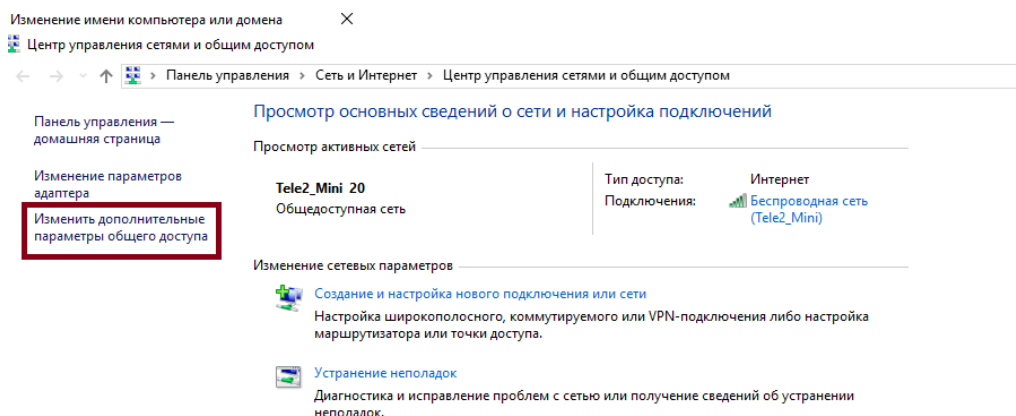 Изменение имени компьютера или домена
Центр управления сетями и общим доступом
Панель управления › Сеть и Интернет › Центр управления сетями и общим доступом
Панель управления —
домашняя страница
Изменение параметров
адаптера
Изменить дополнительные
параметры общего доступа
Просмотр основных сведений о сети и настройка подключений
Просмотр активных сетей
Tele2_Mini 20
Общедоступная сеть
Тип доступа: Интернет
Подключения: Беспроводная сеть
(Tele2_Mini)
Изменение сетевых параметров
Создание и настройка нового подключения или сети
Настройка широкополосного, коммутируемого или VPN-подключения либо настройка
маршрутизатора или точки доступа.
Устранение неполадок
Диагностика и исправление проблем с сетью или получение сведений об устранении
неполадок.